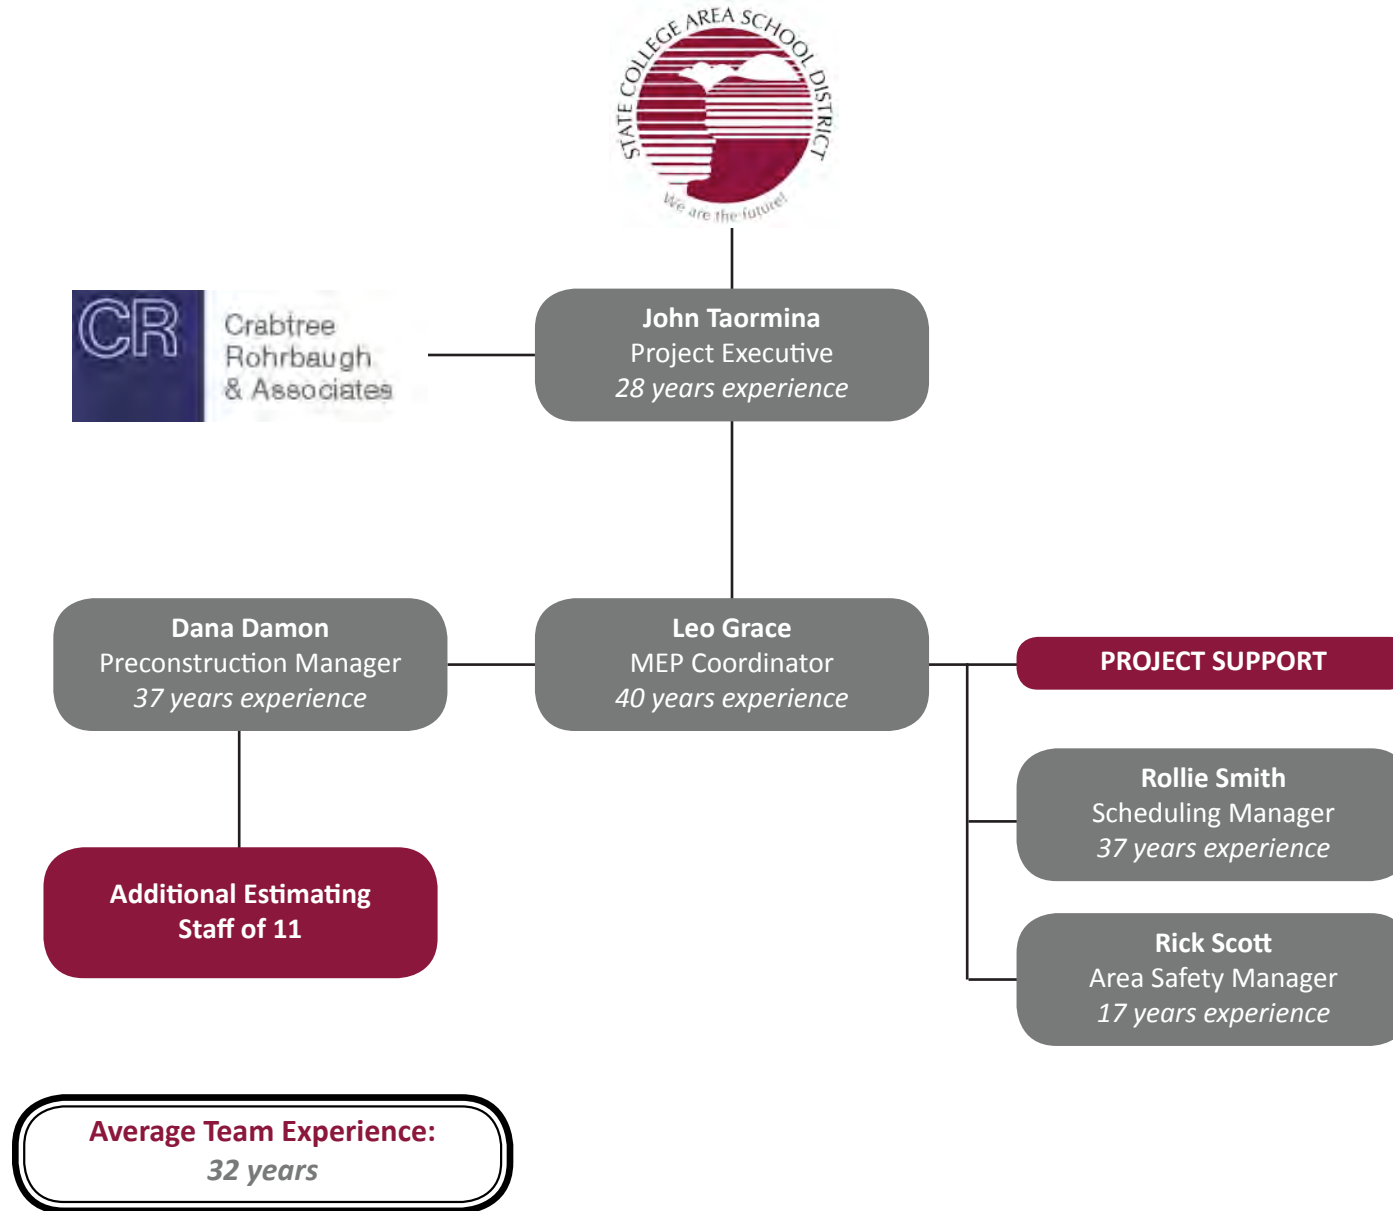 STATE COLLEGE AREA SCHOOL DISTRICT
We are the future!
CR
Crabtree
Rohrbaugh
& Associates
John Taormina
Project Executive
28 years experience
Dana Damon
Preconstruction Manager
37 years experience
Leo Grace
MEP Coordinator
40 years experience
PROJECT SUPPORT
Rollie Smith
Scheduling Manager
37 years experience
Additional Estimating
Staff of 11
Rick Scott
Area Safety Manager
17 years experience
Average Team Experience:
32 years